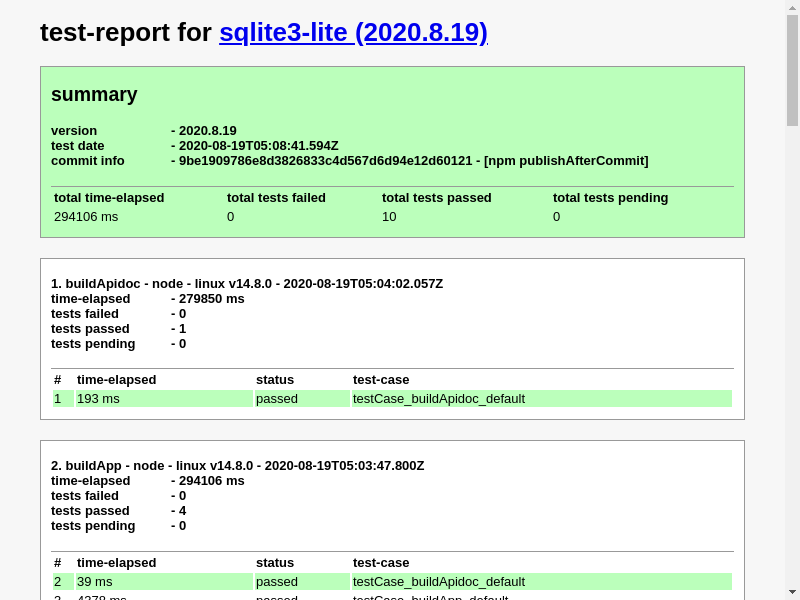 test-report for sqlite3-lite (2020.8.19)
summary
version - 2020.8.19
test date - 2020-08-19T05:08:41.594Z
commit info - 9be1909786e8d3826833c4d567d6d94e12d60121 - [npm publishAfterCommit]
total time-elapsed total tests failed total tests passed total tests pending
294106 ms 0 10 0
1. buildApidoc - node - linux v14.8.0 - 2020-08-19T05:04:02.057Z
time-elapsed - 279850 ms
tests failed - 0
tests passed - 1
tests pending - 0
# time-elapsed status test-case
1 193 ms passed testCase_buildApidoc_default
2. buildApp - node - linux v14.8.0 - 2020-08-19T05:03:47.800Z
time-elapsed - 294106 ms
tests failed - 0
tests passed - 4
tests pending - 0
# time-elapsed status test-case
2 39 ms passed testCase_buildApidoc_default
3 4378 ms passed testCase_buildApp_default